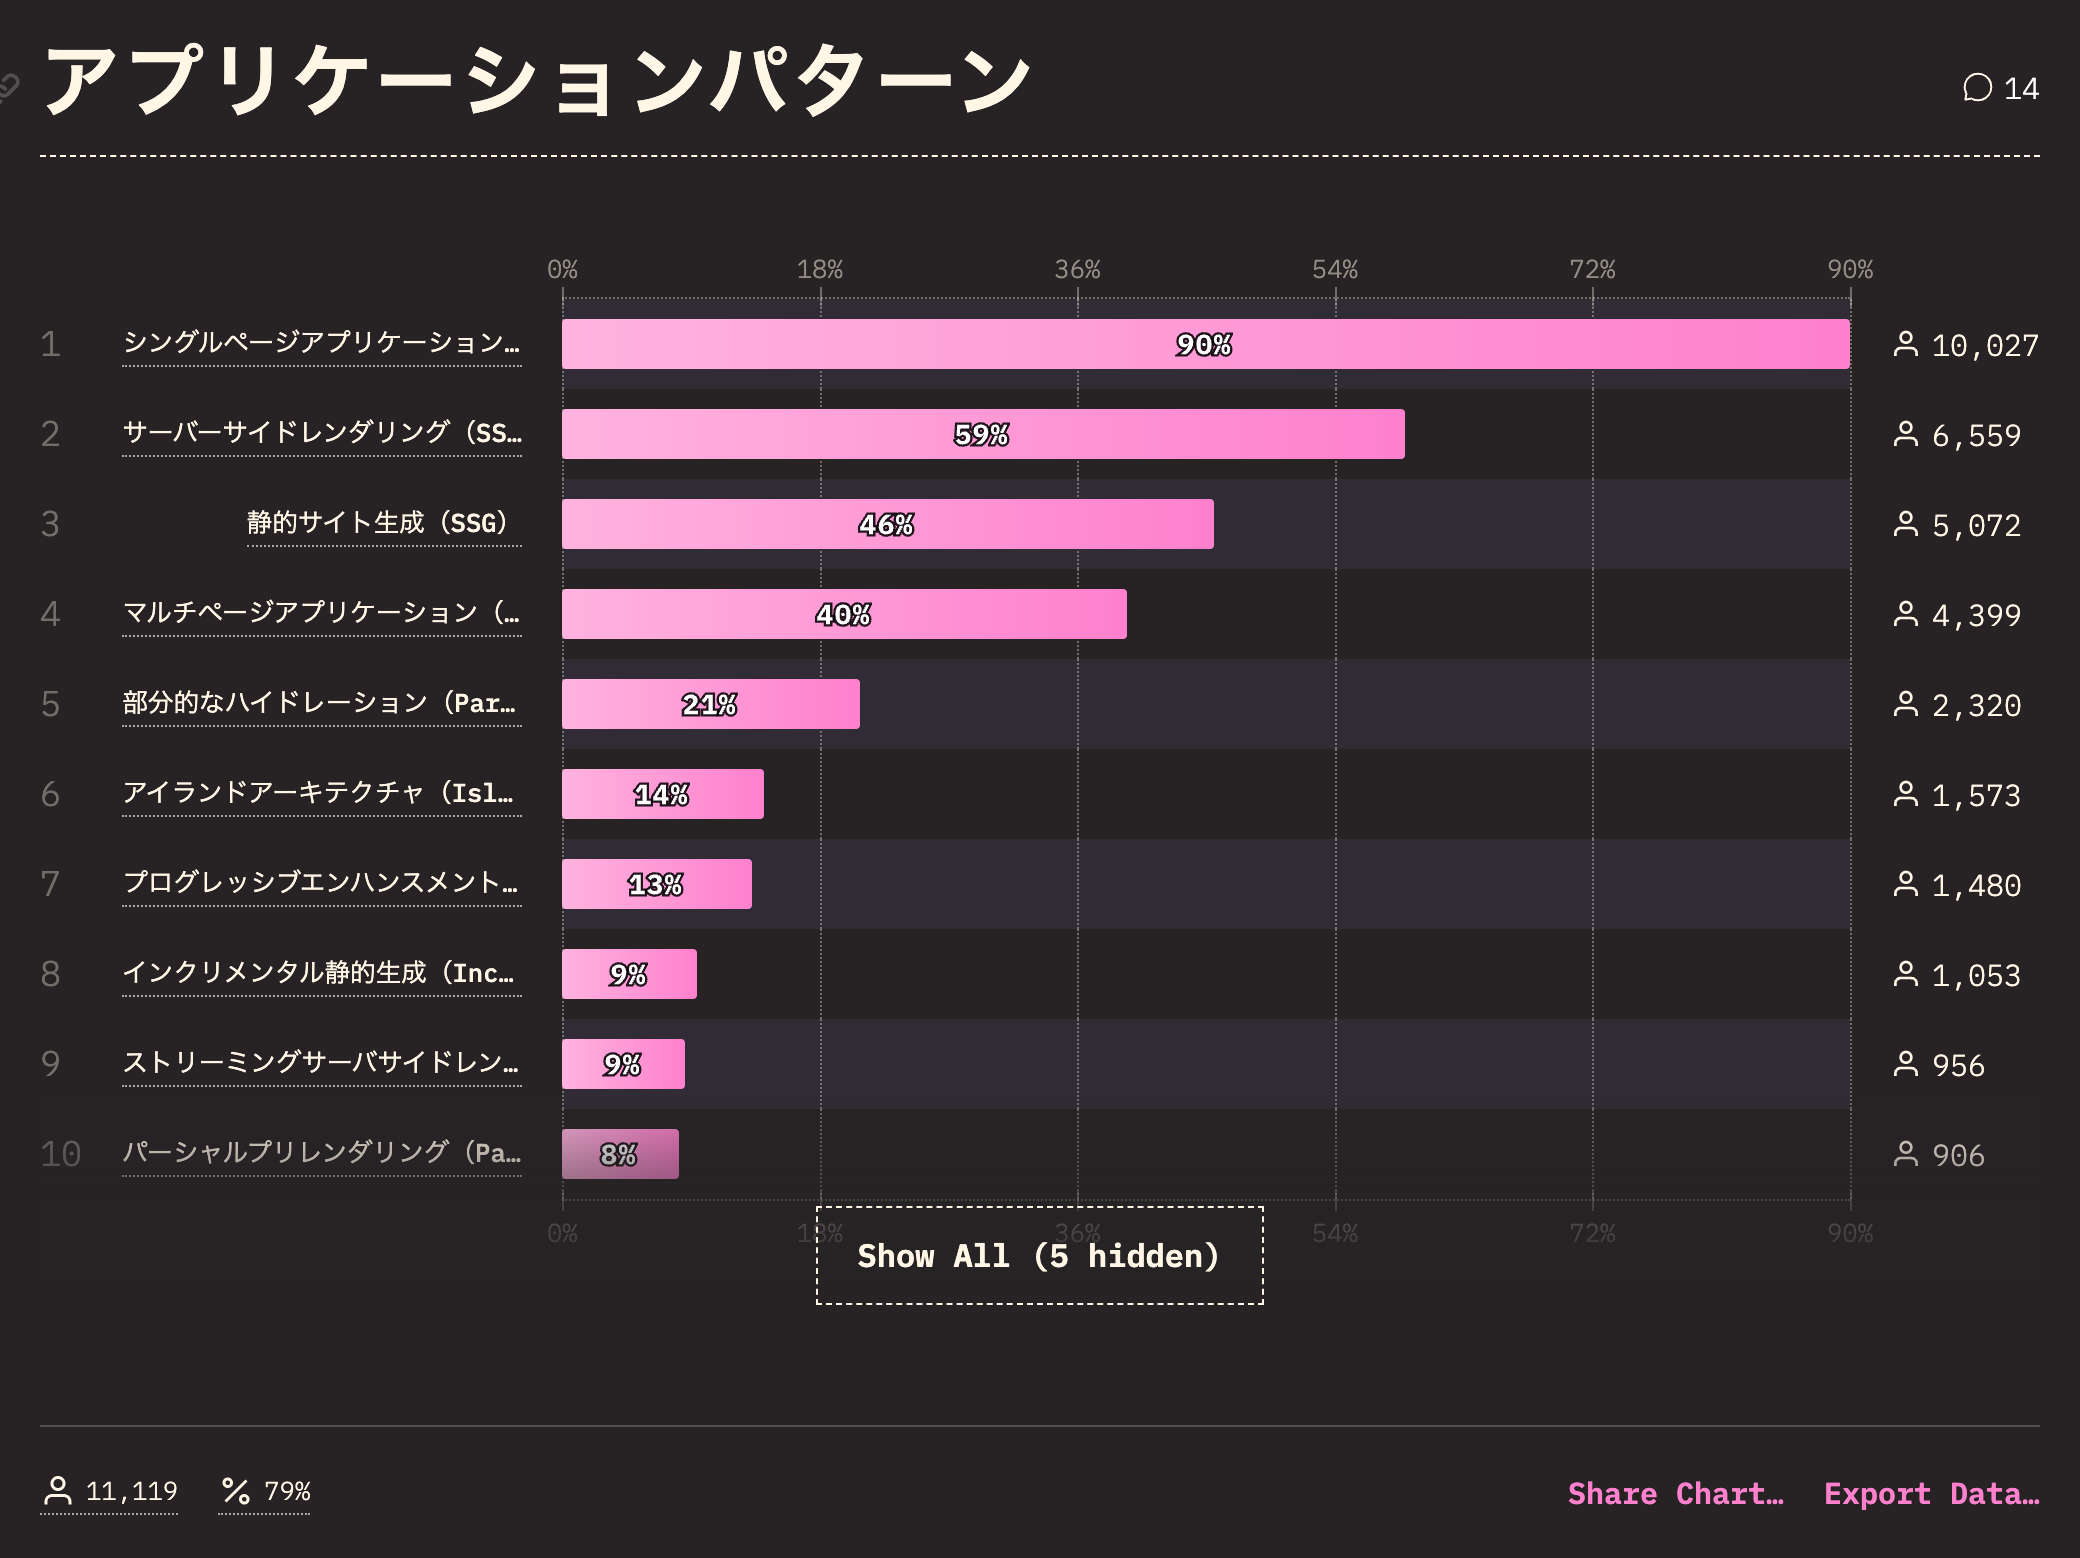 アプリケーションパターン
14
0% 18% 36% 54% 72% 90%
1 シングルページアプリケーション… 90% 10,027
2 サーバーサイドレンダリング（SS… 59% 6,559
3 静的サイト生成（SSG） 46% 5,072
4 マルチページアプリケーション（… 40% 4,399
5 部分的なハイドレーション（Par… 21% 2,320
6 アイランドアーキテクチャ（Isl… 14% 1,573
7 プログレッシブエンハンスメント… 13% 1,480
8 インクリメンタル静的生成（Inc… 9% 1,053
9 ストリーミングサーバサイドレン… 9% 956
10 パーシャルプリレンダリング（Pa… 8% 906
0% 18% 36% 54% 72% 90%
Show All (5 hidden)
11,119 % 79% Share Chart… Export Data…